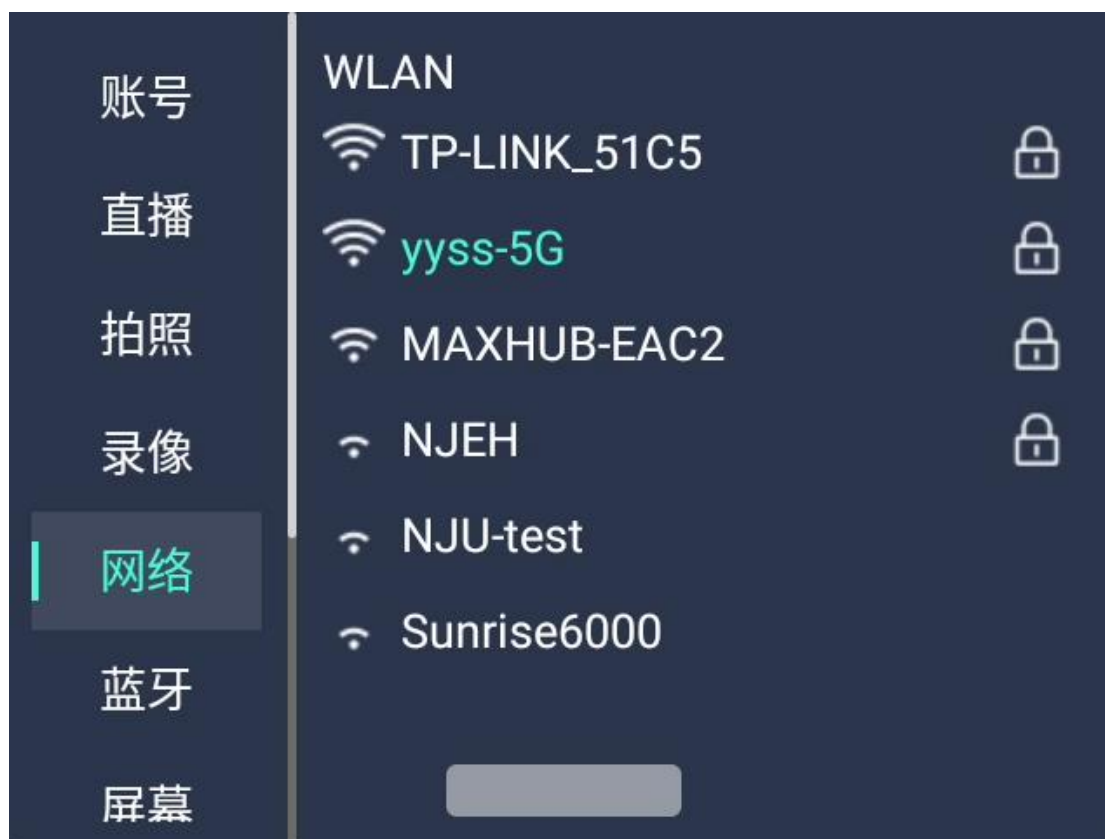 账号
直播
拍照
录像
网络
蓝牙
屏幕
WLAN
TP-LINK_51C5
yyss-5G
MAXHUB-EAC2
NJEH
NJU-test
Sunrise6000